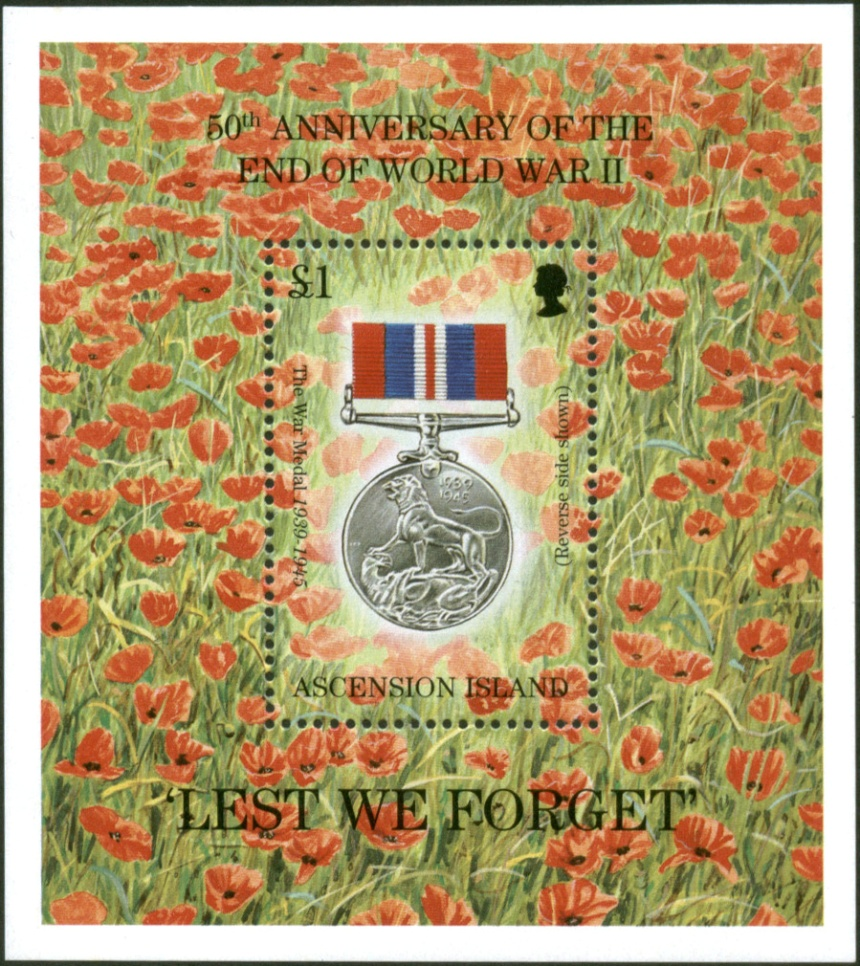 50th ANNIVERSARY OF THE
END OF WORLD WAR II
£1
The War Medal 1939-1945
1939
1945
(Reverse side shown)
ASCENSION ISLAND
'LEST WE FORGET'